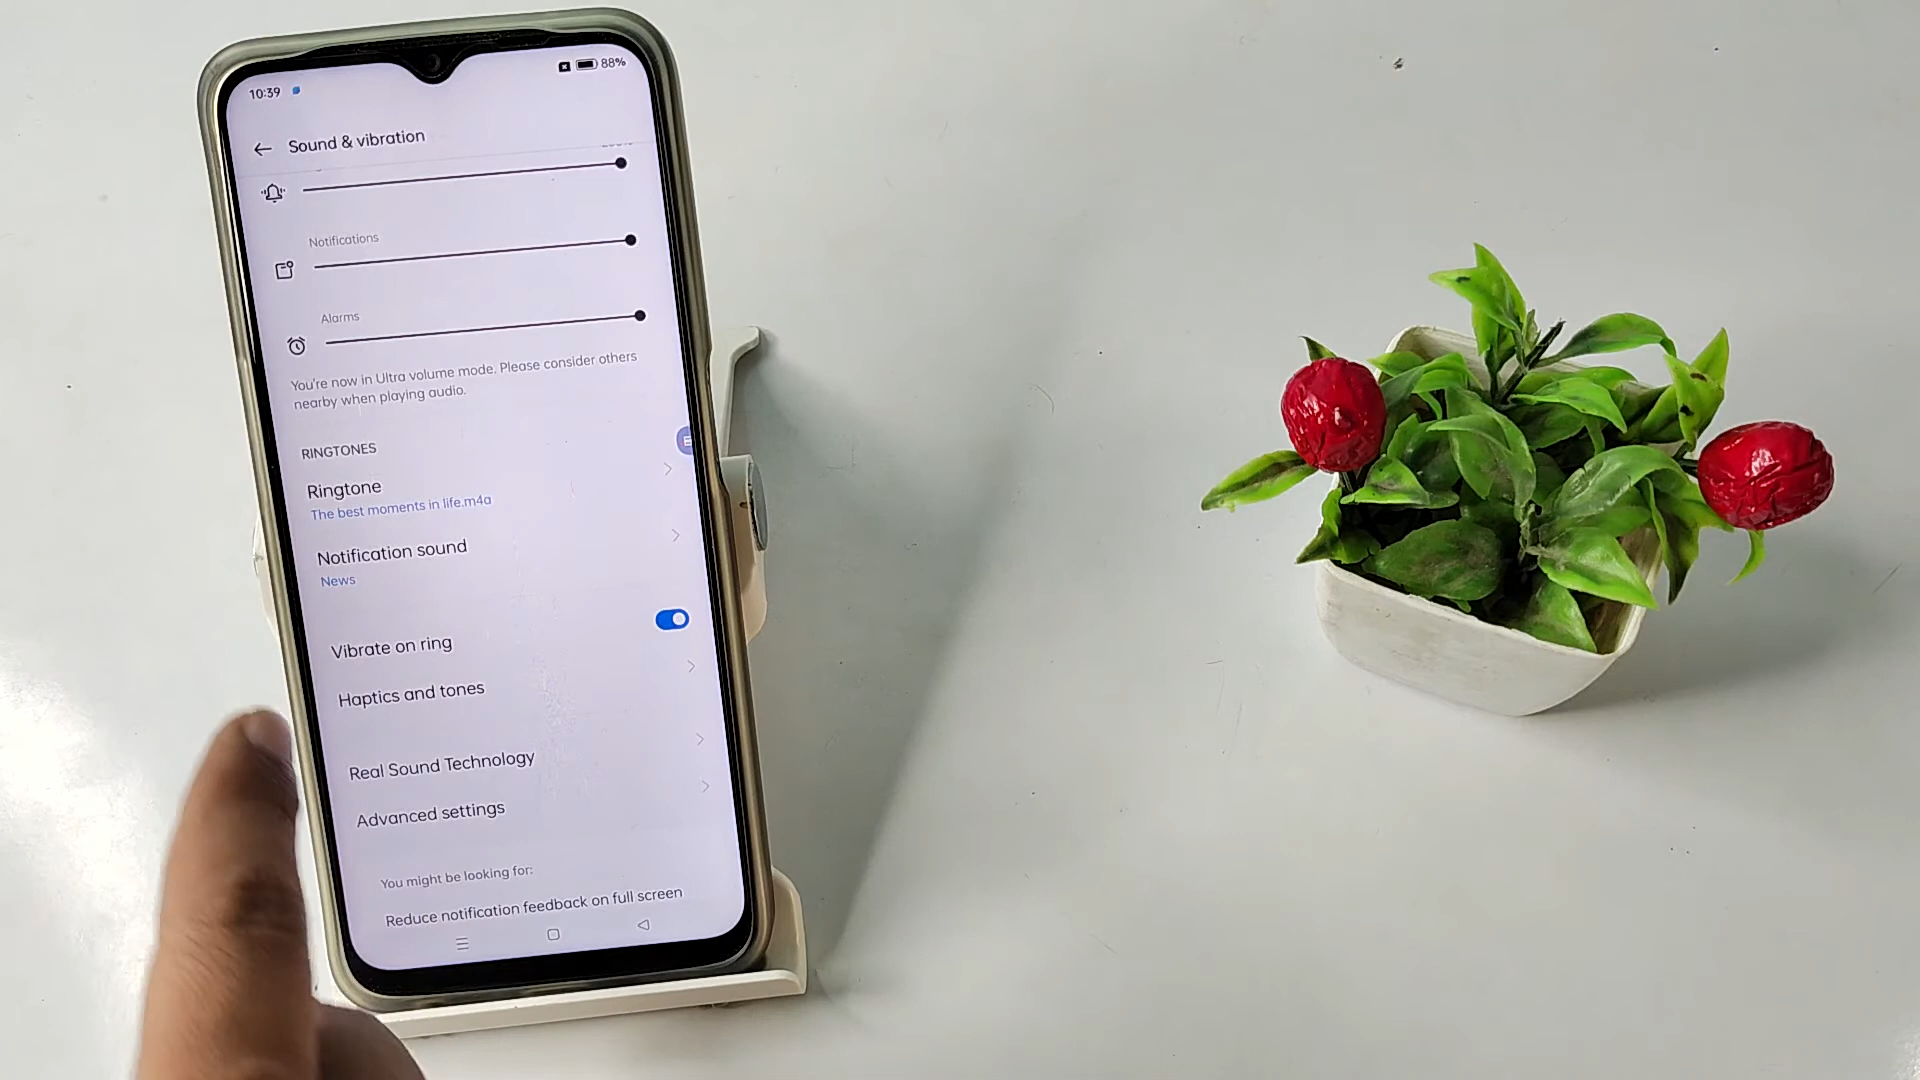 10:39
88%
Sound & vibration
Notifications
Alarms
You're now in Ultra volume mode. Please consider others
nearby when playing audio.
RINGTONES
Ringtone
The best moments in life.m4a
Notification sound
News
Vibrate on ring
Haptics and tones
Real Sound Technology
Advanced settings
You might be looking for:
Reduce notification feedback on full screen